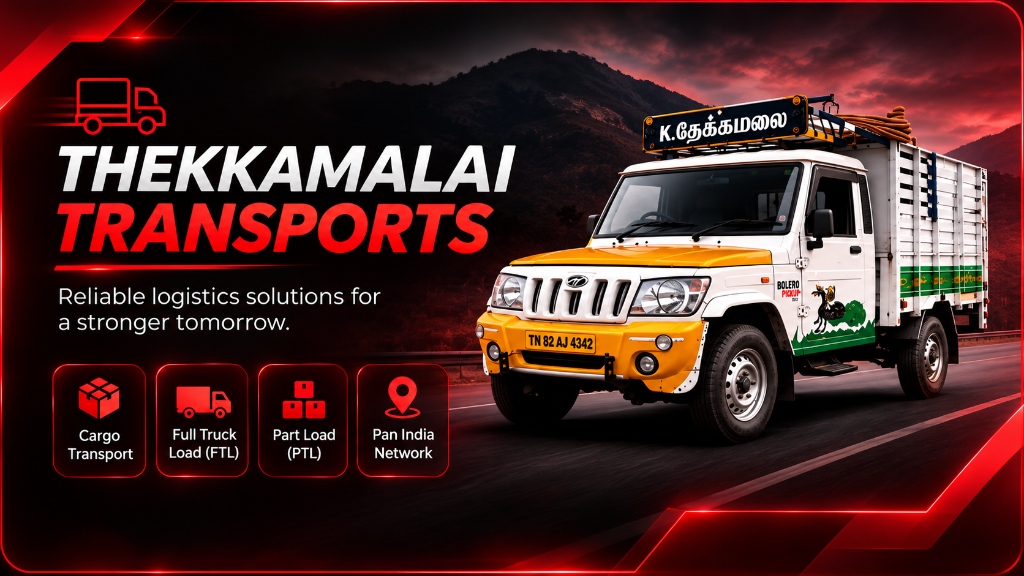 THEKKAMALAI
TRANSPORTS
Reliable logistics solutions for
a stronger tomorrow.
Cargo
Transport
Full Truck
Load (FTL)
Part Load
(PTL)
Pan India
Network
K.தேக்கமலை
TN 82 AJ 4342
BOLERO
PICKUP